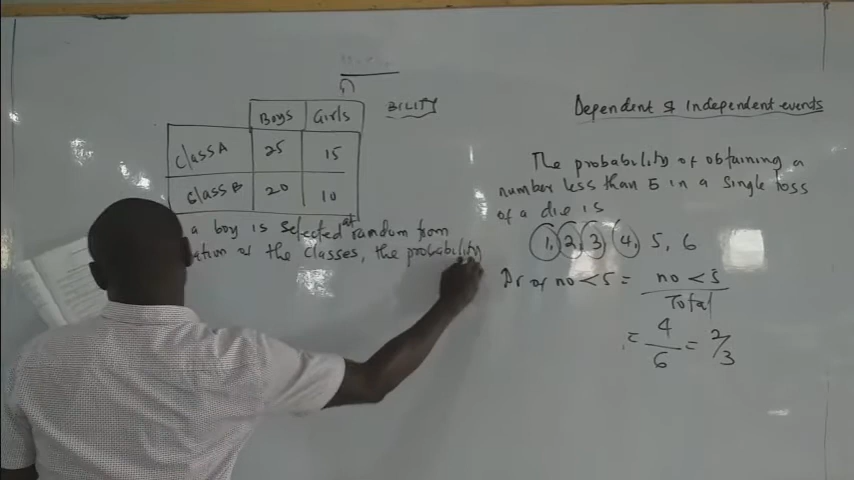 BILITY
Boys Girls
Class A 25 15
Class B 20 10
a boy is selected at random from
the classes, the probability
Dependent & Independent events
The probability of obtaining a
number less than 5 in a single toss
of a die is
1, 2, 3, 4, 5, 6
Pr of no < 5 = no < 5
Total
= 4
6
= 2/3